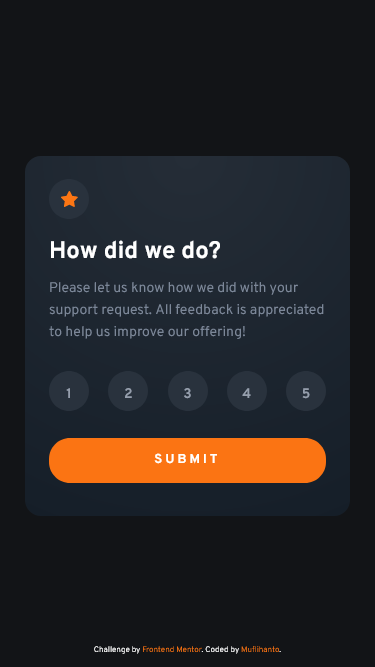 How did we do?
Please let us know how we did with your
support request. All feedback is appreciated
to help us improve our offering!
1 2 3 4 5
SUBMIT
Challenge by Frontend Mentor. Coded by Muflihanto.